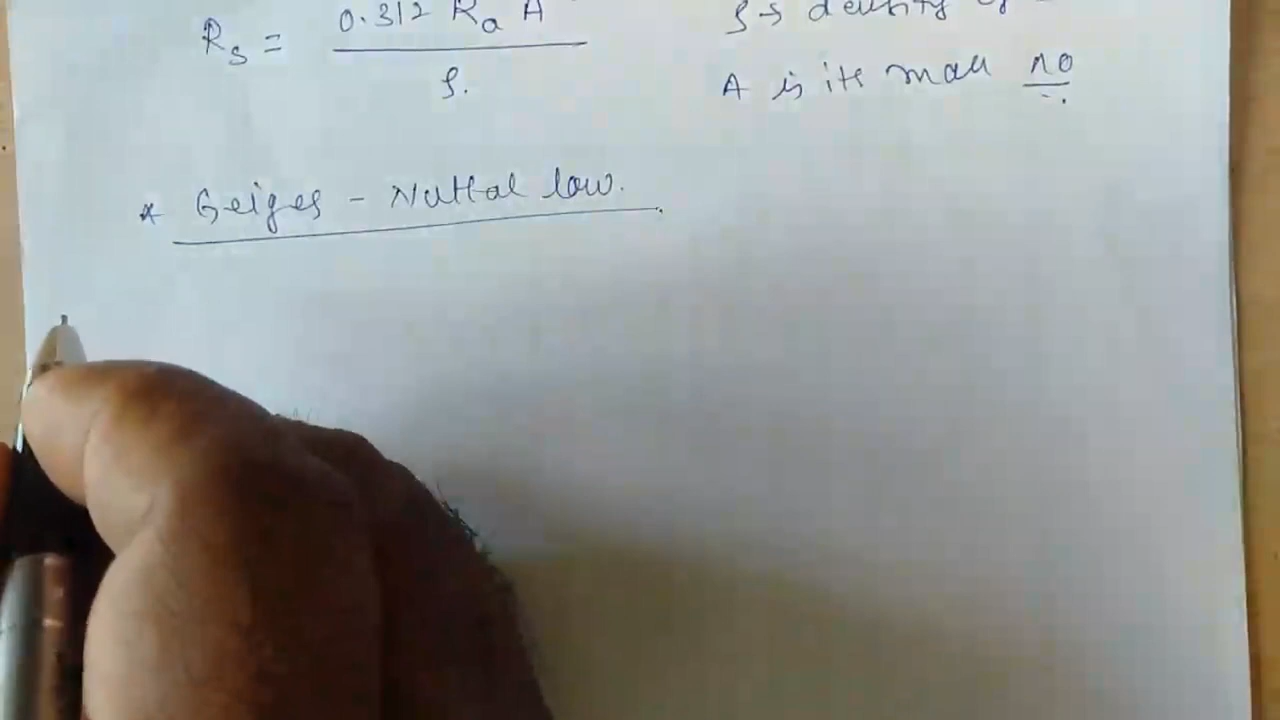 0.312 Ra A
Rs =
ρ.
ρ → density of
A is its mass no
* Geiger - Nuttal law.